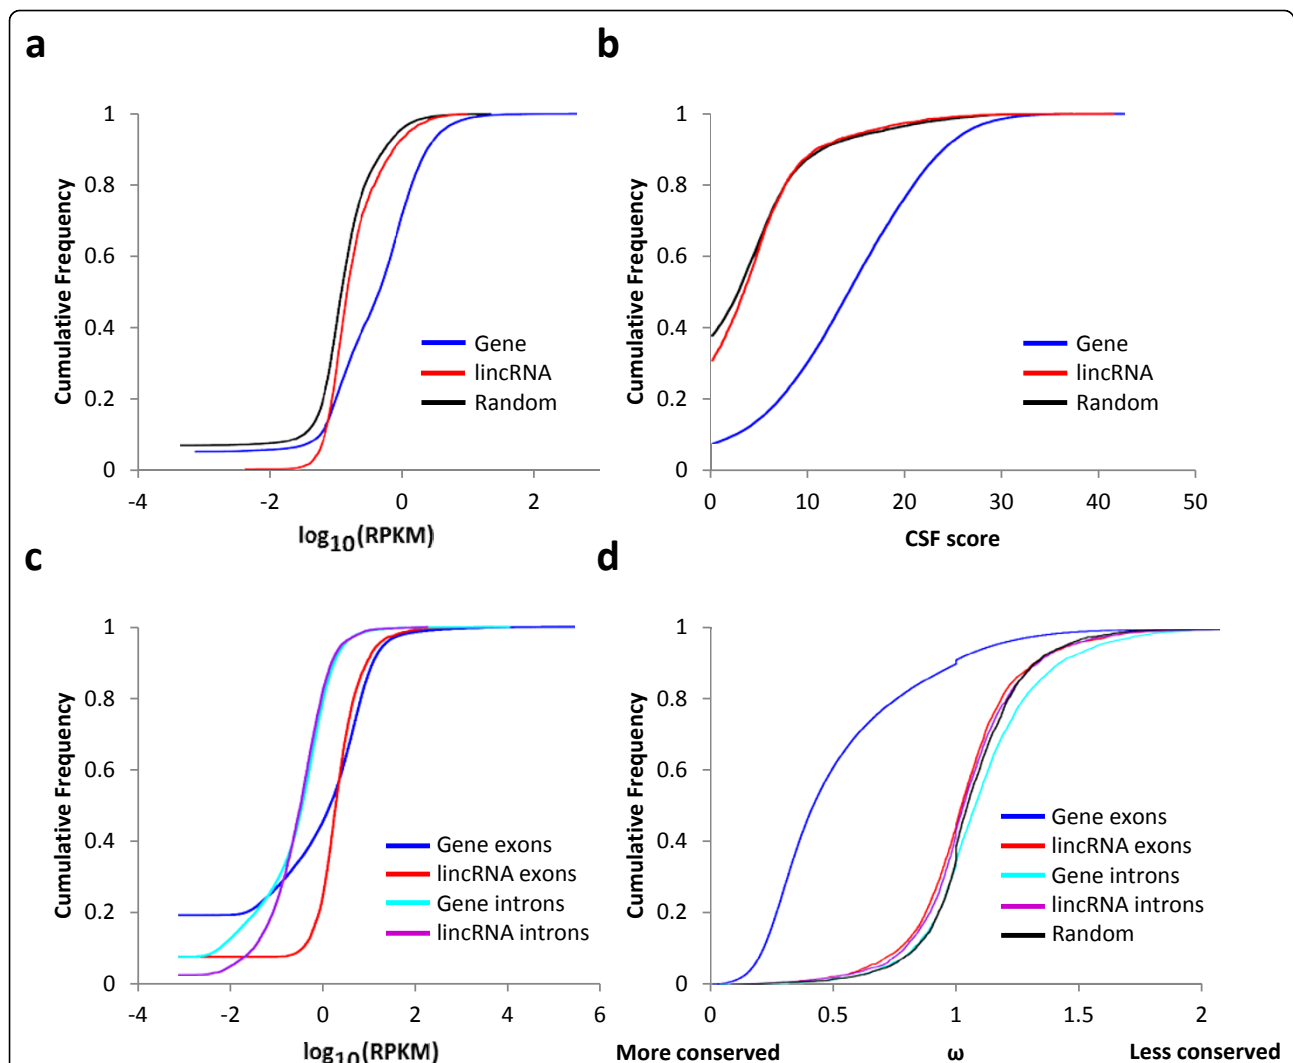 a
1
0.8
0.6
0.4
0.2
0
Cumulative Frequency
Gene
lincRNA
Random
-4 -2 0 2
log10(RPKM)
b
1
0.8
0.6
0.4
0.2
0
Cumulative Frequency
Gene
lincRNA
Random
0 10 20 30 40 50
CSF score
c
1
0.8
0.6
0.4
0.2
0
Cumulative Frequency
Gene exons
lincRNA exons
Gene introns
lincRNA introns
-4 -2 0 2 4 6
log10(RPKM)
d
1
0.8
0.6
0.4
0.2
0
Cumulative Frequency
Gene exons
lincRNA exons
Gene introns
lincRNA introns
Random
0 0.5 1 1.5 2
More conserved ω Less conserved